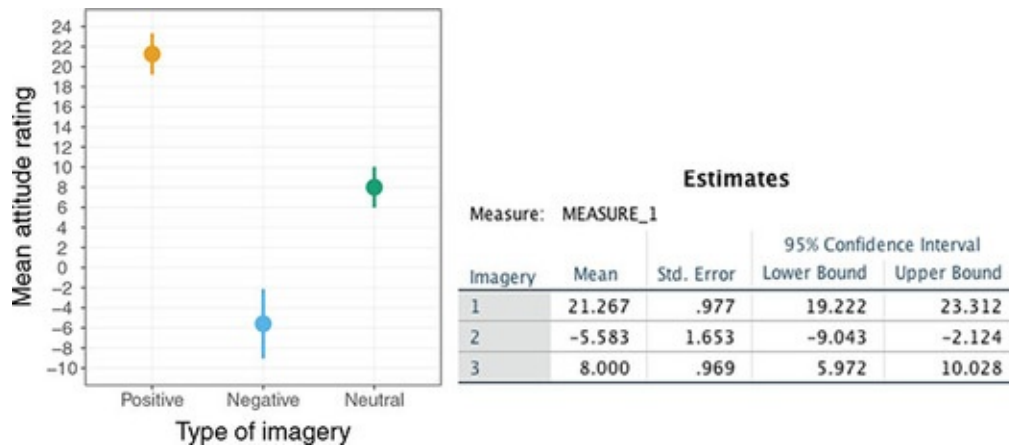 Mean attitude rating
24
22
20
18
16
14
12
10
8
6
4
2
0
−2
−4
−6
−8
−10
Positive Negative Neutral
Type of imagery
Estimates
Measure: MEASURE_1
95% Confidence Interval
Imagery Mean Std. Error Lower Bound Upper Bound
1 21.267 .977 19.222 23.312
2 -5.583 1.653 -9.043 -2.124
3 8.000 .969 5.972 10.028